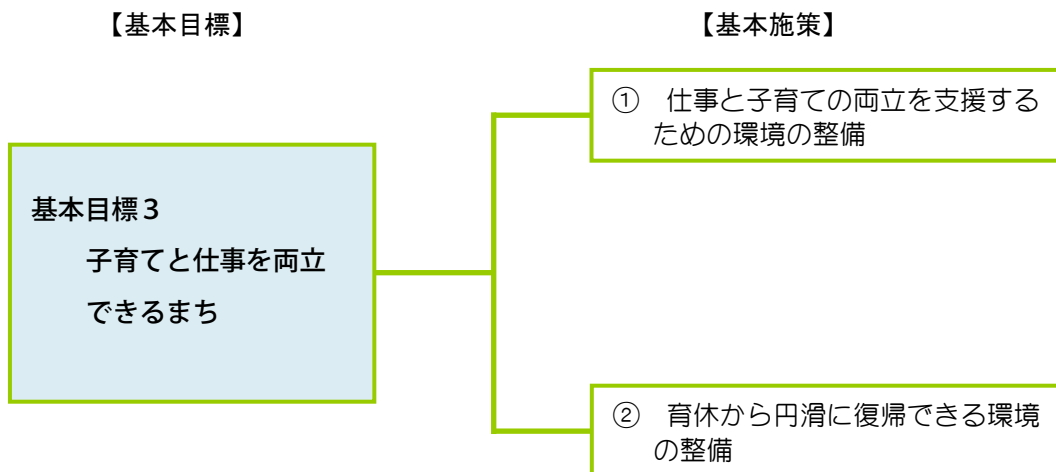 【基本目標】
【基本施策】
① 仕事と子育ての両立を支援する
ための環境の整備
基本目標３
子育てと仕事を両立
できるまち
② 育休から円滑に復帰できる環境
の整備